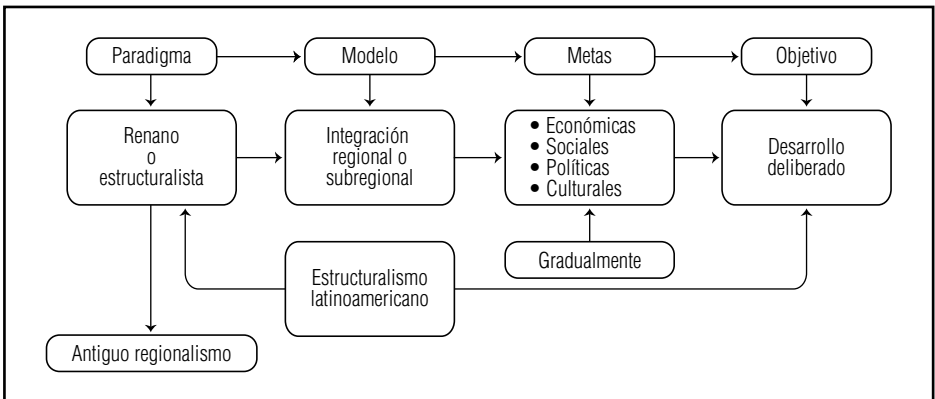 Paradigma
Modelo
Metas
Objetivo
Renano
o
estructuralista
Integración
regional o
subregional
• Económicas
• Sociales
• Políticas
• Culturales
Desarrollo
deliberado
Gradualmente
Estructuralismo
latinoamericano
Antiguo regionalismo